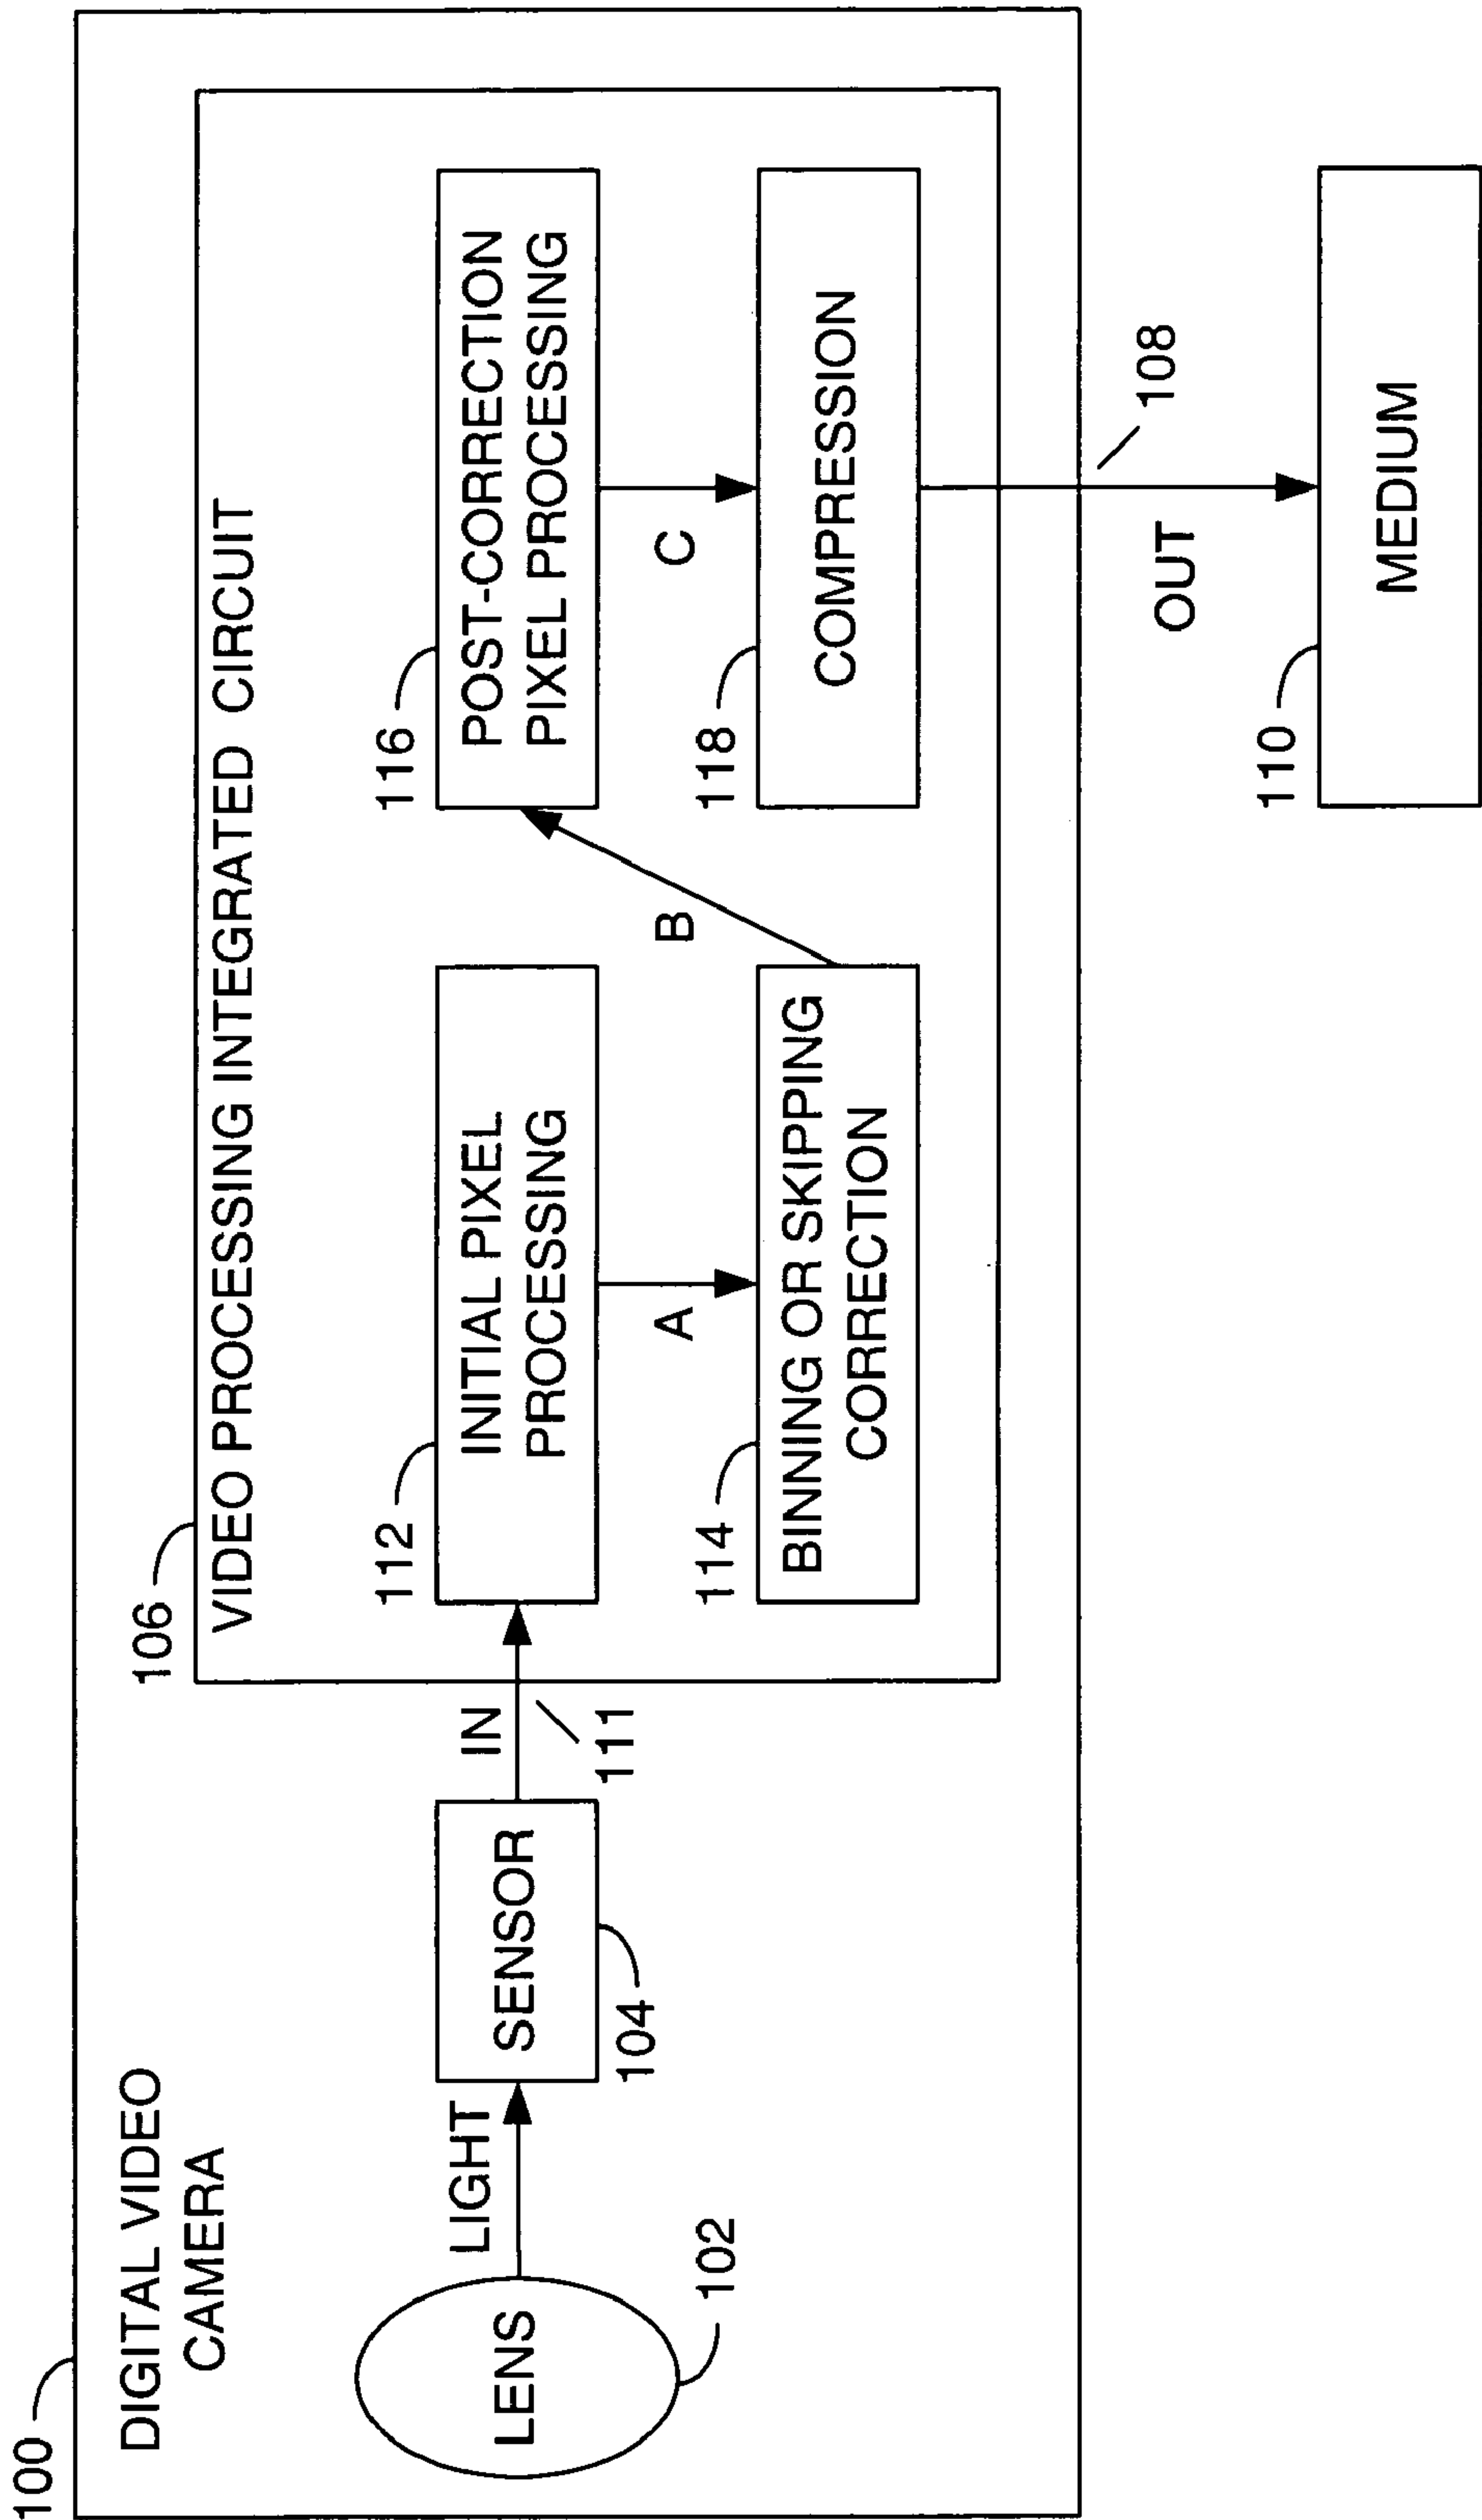 100
DIGITAL VIDEO
CAMERA
106
VIDEO PROCESSING INTEGRATED CIRCUIT
LENS
102
LIGHT
SENSOR
104
IN
111
112
INITIAL PIXEL
PROCESSING
A
114
BINNING OR SKIPPING
CORRECTION
B
116
POST-CORRECTION
PIXEL PROCESSING
C
118
COMPRESSION
OUT
108
110
MEDIUM